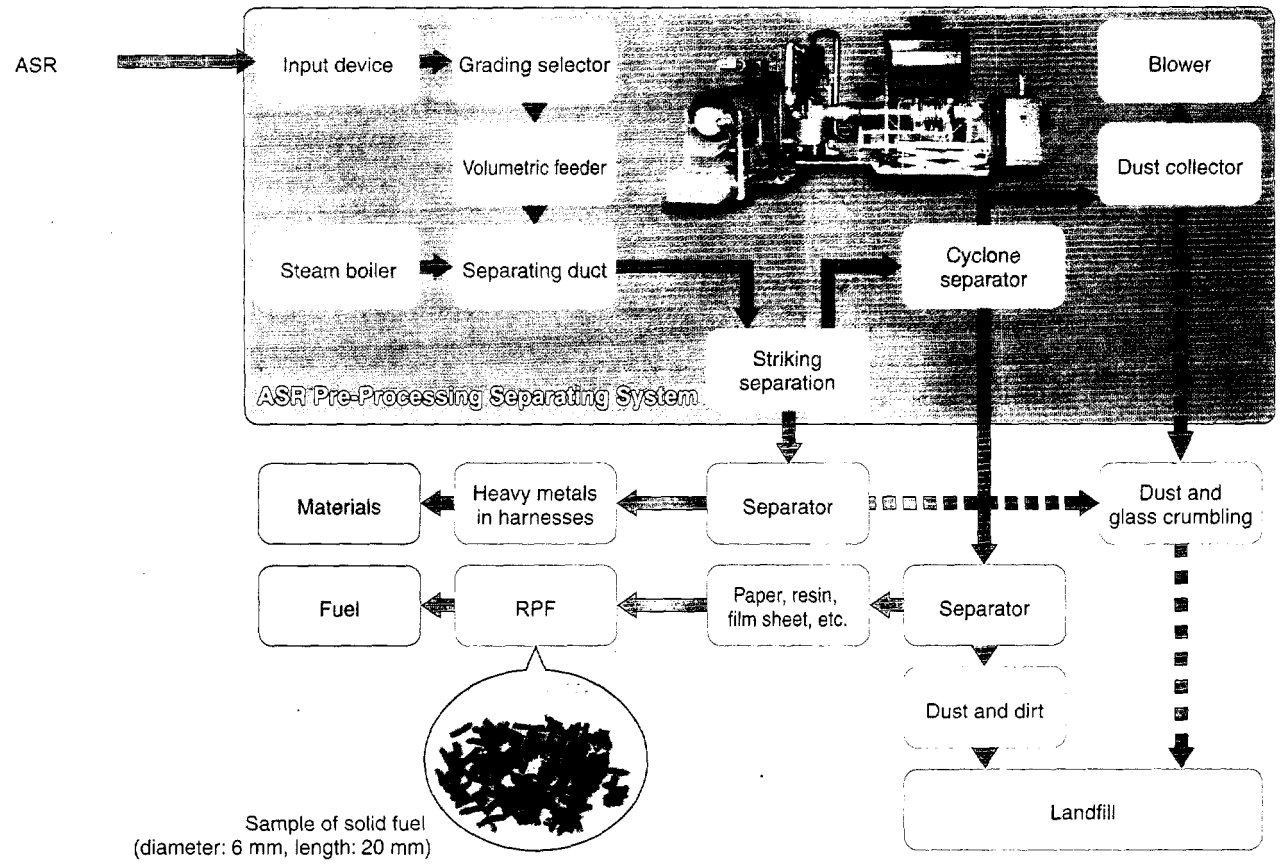 ASR
Input device
Grading selector
Blower
Volumetric feeder
Dust collector
Steam boiler
Separating duct
Cyclone
separator
Striking
separation
ASR Pre-Processing Separating System
Materials
Heavy metals
in harnesses
Separator
Dust and
glass crumbling
Fuel
RPF
Paper, resin,
film sheet, etc.
Separator
Dust and dirt
Landfill
Sample of solid fuel
(diameter: 6 mm, length: 20 mm)